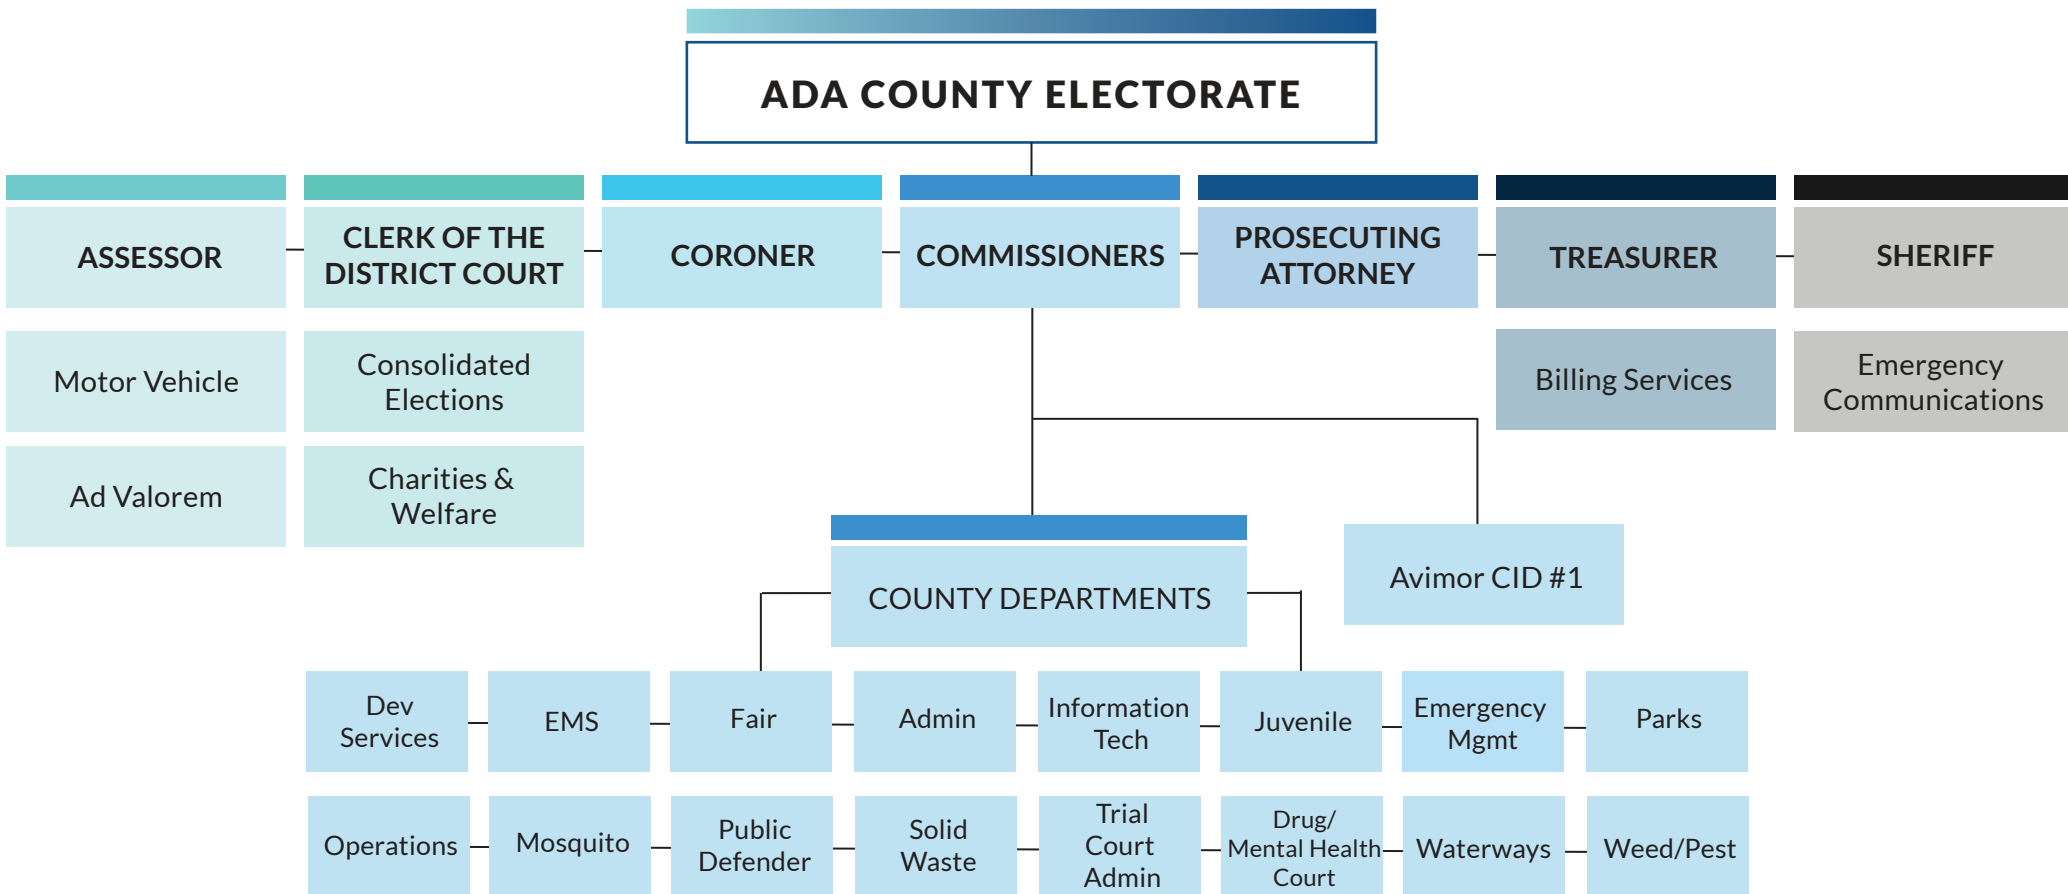 ADA COUNTY ELECTORATE
ASSESSOR
CLERK OF THE
DISTRICT COURT
CORONER
COMMISSIONERS
PROSECUTING
ATTORNEY
TREASURER
SHERIFF
Motor Vehicle
Consolidated
Elections
Billing Services
Emergency
Communications
Ad Valorem
Charities &
Welfare
COUNTY DEPARTMENTS
Avimor CID #1
Dev
Services
EMS
Fair
Admin
Information
Tech
Juvenile
Emergency
Mgmt
Parks
Operations
Mosquito
Public
Defender
Solid
Waste
Trial
Court
Admin
Drug/
Mental Health
Court
Waterways
Weed/Pest